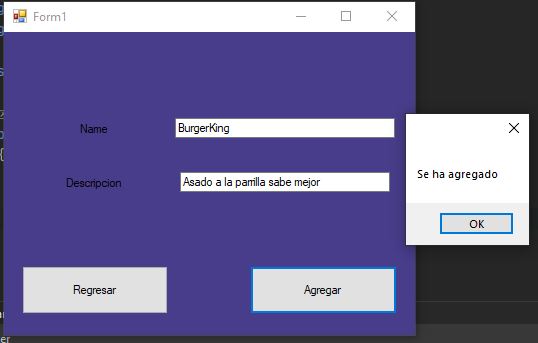 Form1
Name
BurgerKing
Descripcion
Asado a la parrilla sabe mejor
Regresar
Agregar
Se ha agregado
OK